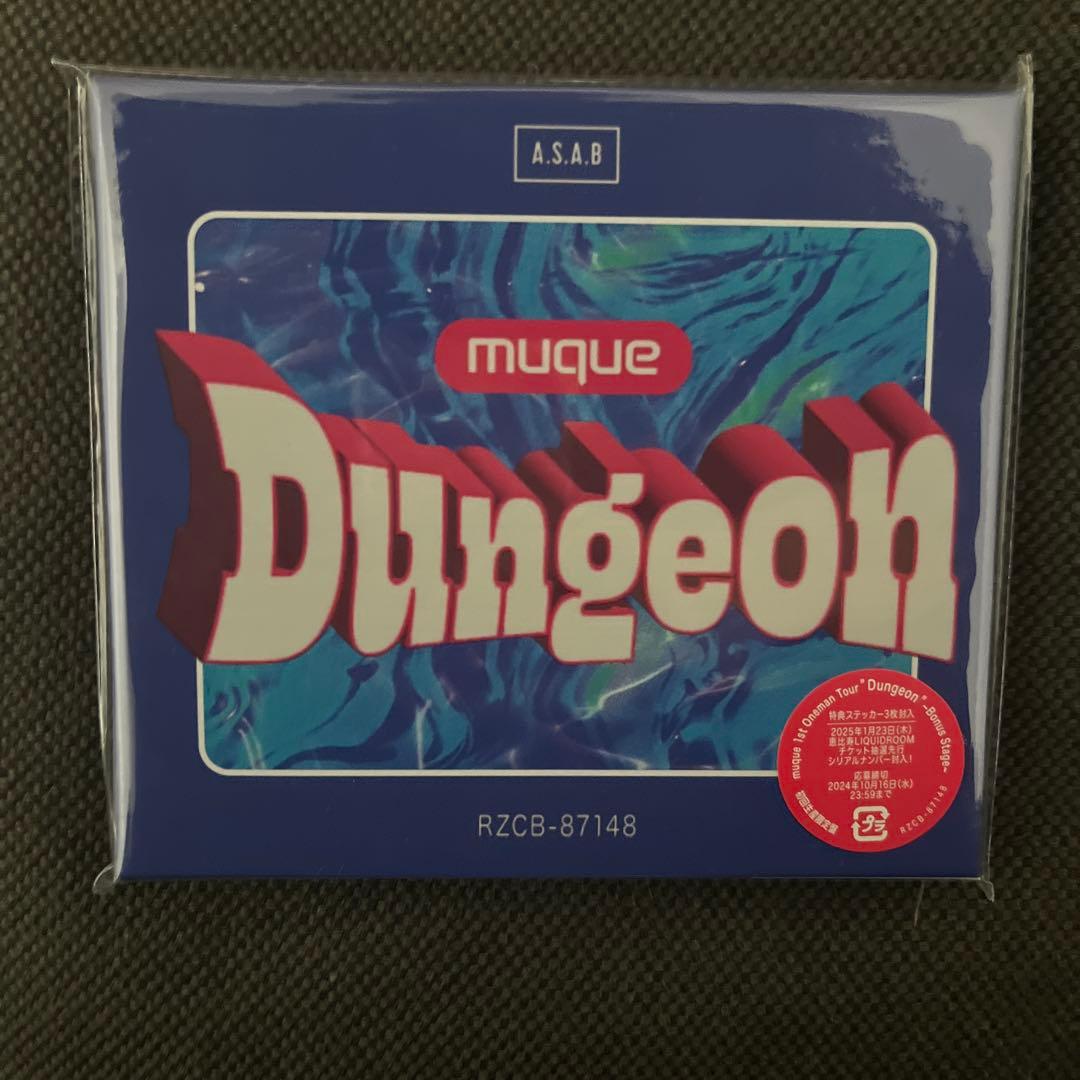 A.S.A.B
muque
Dungeon
muque 1st Oneman Tour "Dungeon" ~Bonus Stage~
特典ステッカー3枚封入
2025年1月23日(木)
恵比寿LIQUIDROOM
チケット抽選先行
シリアルナンバー封入!
応募締切
2024年10月16日(水)
23:59まで
初回生産限定盤
プラ
RZCB-87148
RZCB-87148